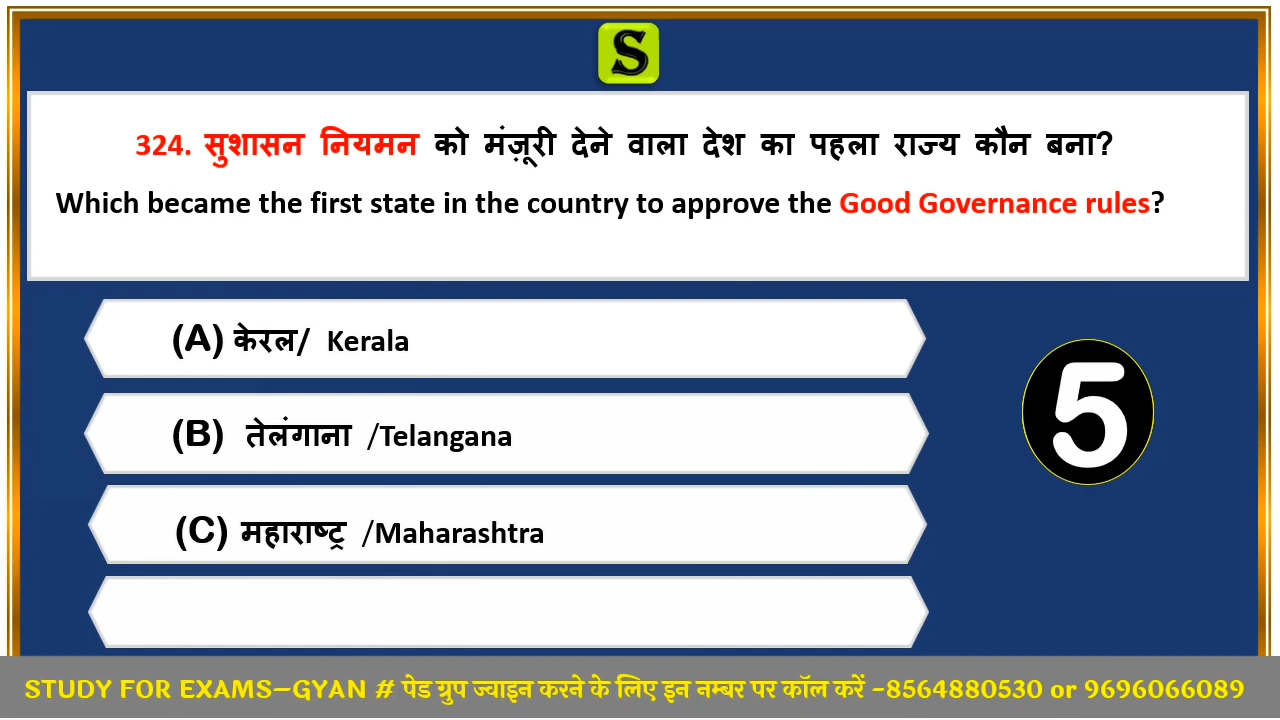 S
324. सुशासन नियमन को मंज़ूरी देने वाला देश का पहला राज्य कौन बना?
Which became the first state in the country to approve the Good Governance rules?
(A) केरल/ Kerala
(B) तेलंगाना /Telangana
5
(C) महाराष्ट्र /Maharashtra
STUDY FOR EXAMS–GYAN # पेड ग्रुप ज्वाइन करने के लिए इन नम्बर पर कॉल करें -8564880530 or 9696066089